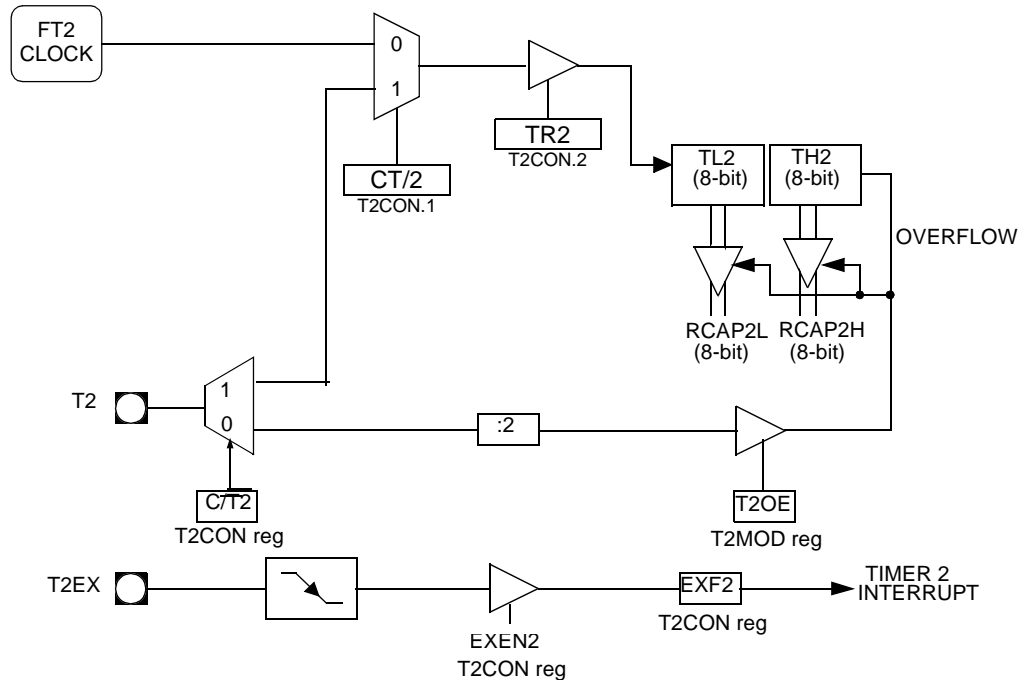 FT2
CLOCK
0
1
TR2
T2CON.2
CT/2
T2CON.1
TL2
(8-bit)
TH2
(8-bit)
OVERFLOW
RCAP2L
(8-bit)
RCAP2H
(8-bit)
T2
1
0
:2
C/T2
T2CON reg
T2OE
T2MOD reg
T2EX
EXF2
T2CON reg
TIMER 2
INTERRUPT
EXEN2
T2CON reg